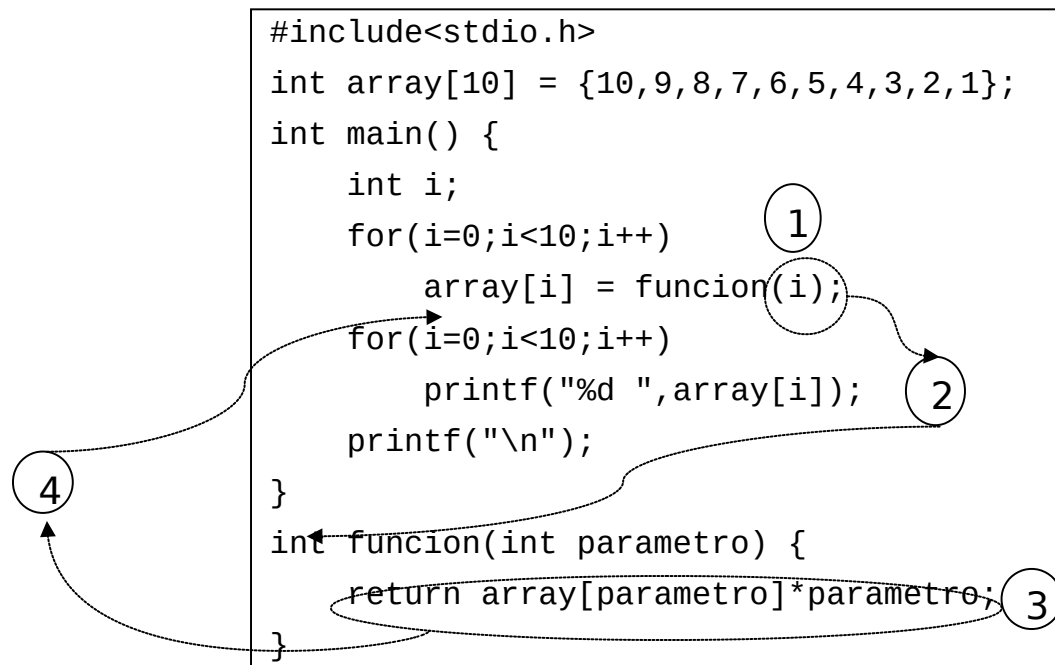 #include<stdio.h>
int array[10] = {10,9,8,7,6,5,4,3,2,1};
int main() {
    int i;
    for(i=0;i<10;i++)
1
        array[i] = funcion(i);
    for(i=0;i<10;i++)
        printf("%d ",array[i]);
2
    printf("\n");
4
}
int funcion(int parametro) {
    return array[parametro]*parametro;
3
}